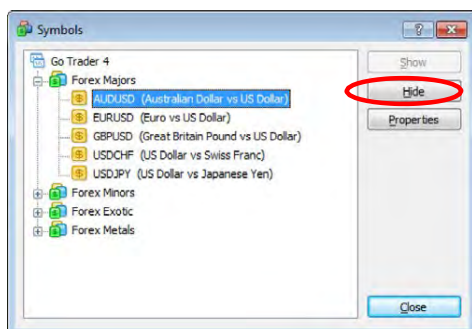 Symbols
Go Trader 4
Forex Majors
AUDUSD (Australian Dollar vs US Dollar)
EURUSD (Euro vs US Dollar)
GBPUSD (Great Britain Pound vs US Dollar)
USDCHF (US Dollar vs Swiss Franc)
USDJPY (US Dollar vs Japanese Yen)
Forex Minors
Forex Exotic
Forex Metals
Show
Hide
Properties
Close